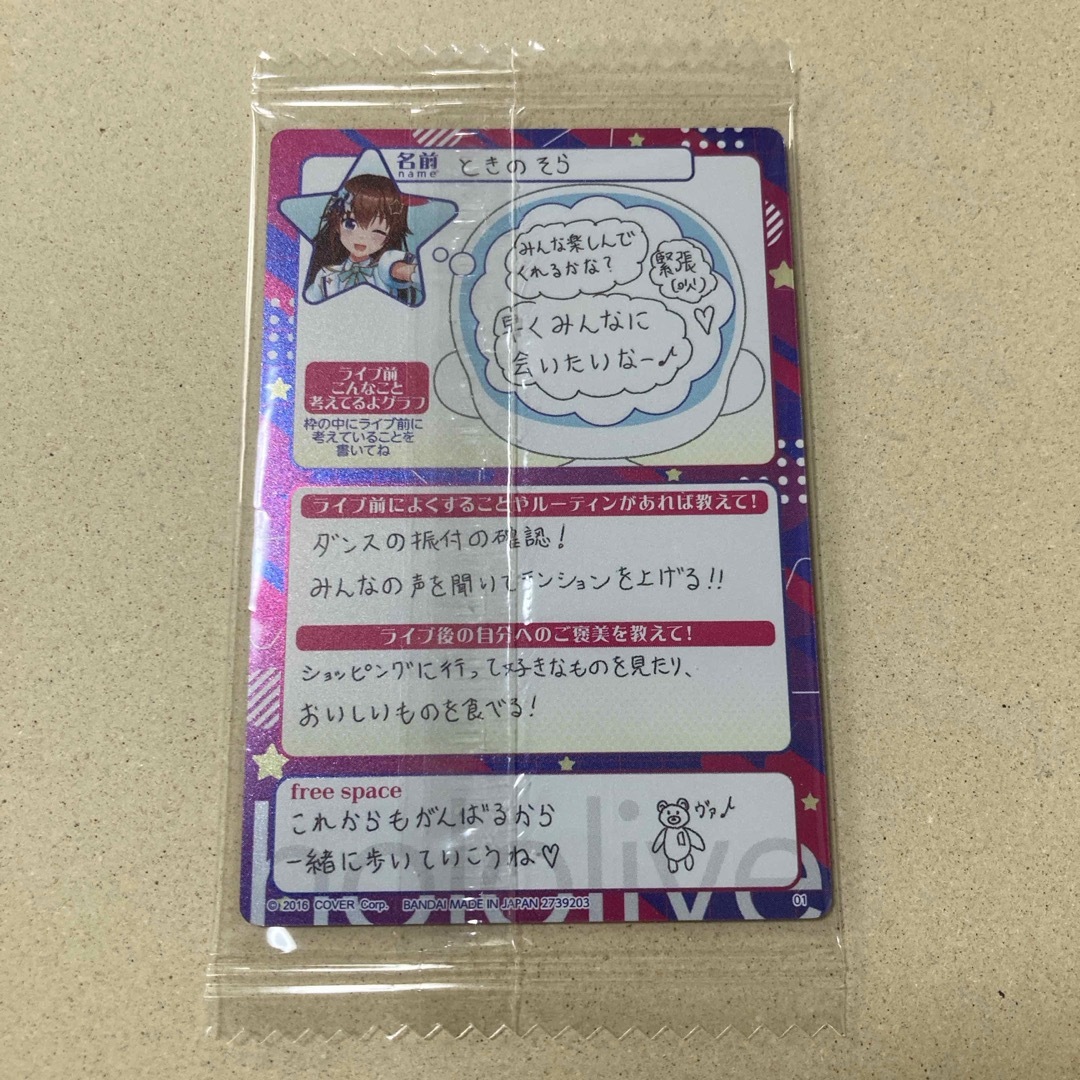 名前
name
ときのそら
みんな楽しんで
くれるかな?
緊張
(吹)
早くみんなに
会いたいなー♪
ライブ前
こんなこと
考えてるよグラフ
枠の中にライブ前に
考えていることを
書いてね
ライブ前によくすることやルーティンがあれば教えて!
ダンスの振付の確認!
みんなの声を聞いてテンションを上げる!!
ライブ後の自分へのご褒美を教えて!
ショッピングに行って好きなものを見たり、
おいしいものを食べる!
free space
これからもがんばるから
一緒に歩いていこうね♡
ヴァ♪
hololive
© 2016 COVER Corp. BANDAI MADE IN JAPAN 2739203
01